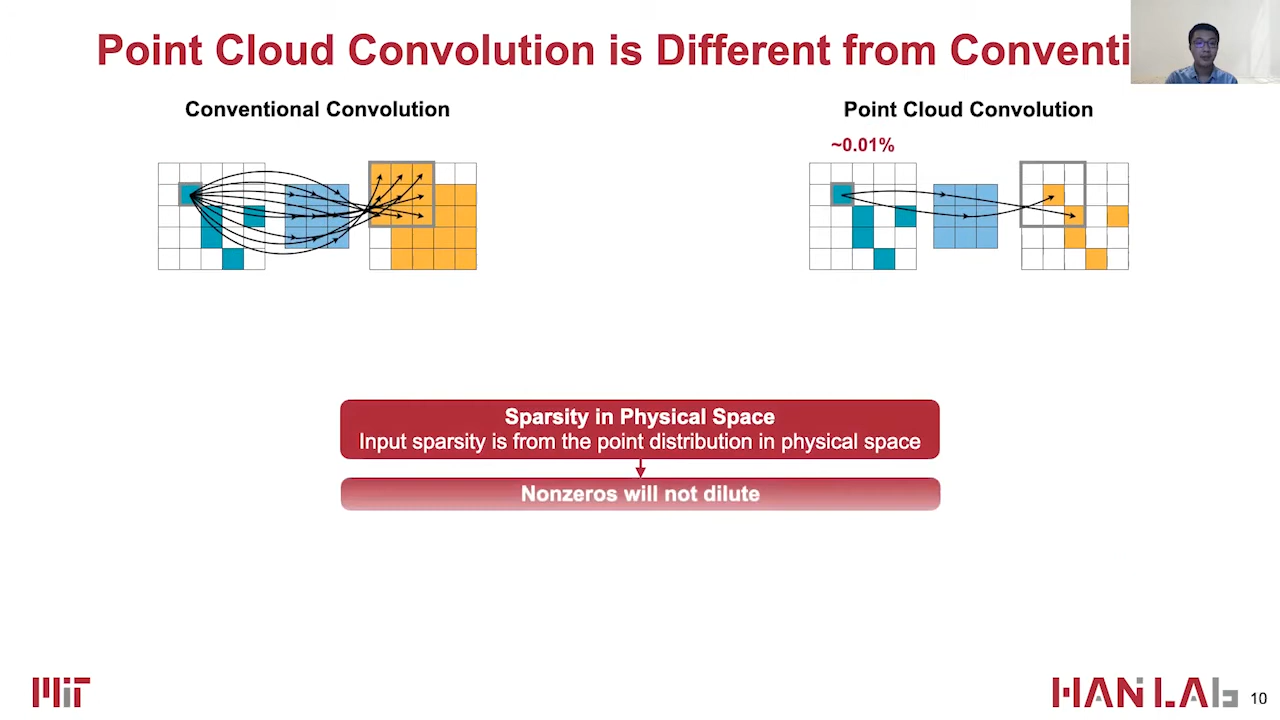 Point Cloud Convolution is Different from Conventi
Conventional Convolution
Point Cloud Convolution
~0.01%
Sparsity in Physical Space
Input sparsity is from the point distribution in physical space
Nonzeros will not dilute
MIT
HAN LAB
10